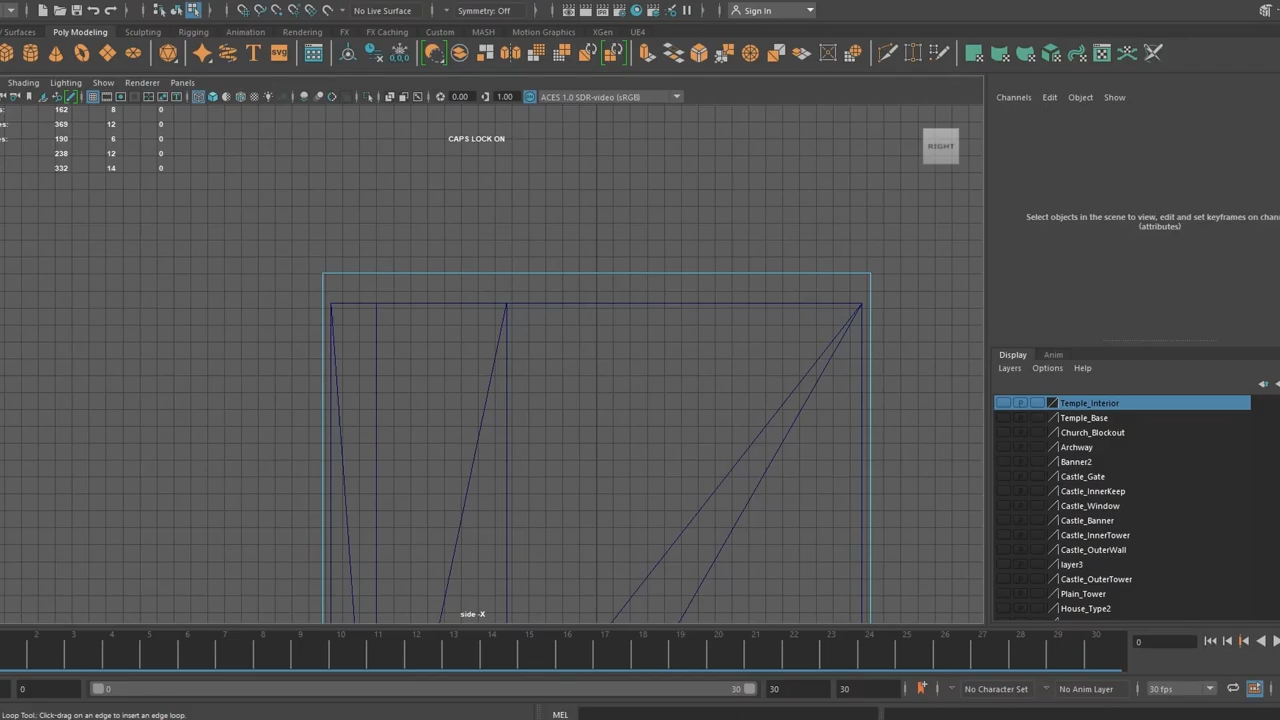 No Live Surface
Symmetry: Off
Sign In
Surfaces Poly Modeling Sculpting Rigging Animation Rendering FX FX Caching Custom MASH Motion Graphics XGen UE4
T svg 0,0,0
Shading Lighting Show Renderer Panels
0.00 1.00 ACES 1.0 SDR-video (sRGB)
Channels Edit Object Show
162 8 0
369 12 0
190 6 0
238 12 0
332 14 0
CAPS LOCK ON
RIGHT
Select objects in the scene to view, edit and set keyframes on chan
(attributes)
Display Anim
Layers Options Help
P Temple_Interior
Temple_Base
Church_Blockout
Archway
Banner2
Castle_Gate
Castle_InnerKeep
Castle_Window
Castle_Banner
Castle_InnerTower
Castle_OuterWall
layer3
Castle_OuterTower
Plain_Tower
House_Type2
side -X
2 3 4 5 6 7 8 9 10 11 12 13 14 15 16 17 18 19 20 21 22 23 24 25 26 27 28 29 30
0
0 0 30 30 30 No Character Set No Anim Layer 30 fps
Loop Tool: Click-drag on an edge to insert an edge loop.
MEL